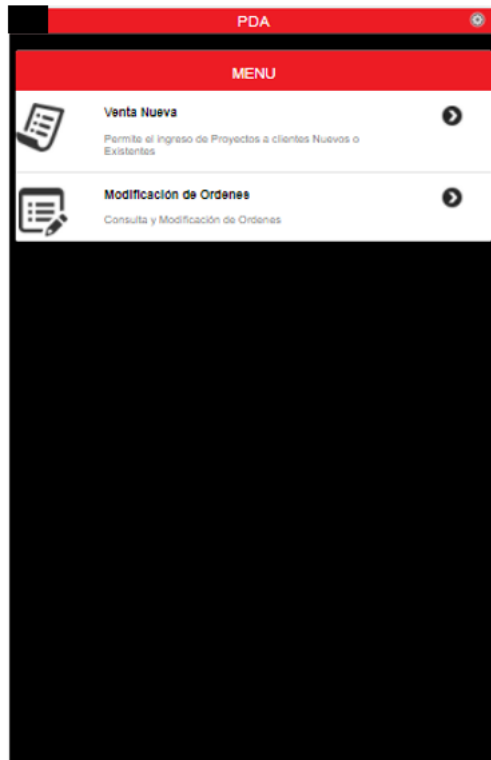 PDA
MENU
Venta Nueva
Permite el ingreso de Proyectos a clientes Nuevos o
Existentes
Modificación de Ordenes
Consulta y Modificación de Ordenes